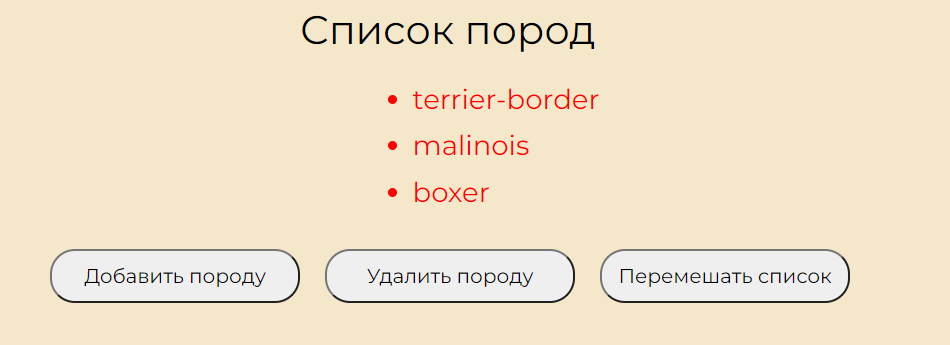 Список пород
terrier-border
malinois
boxer
Добавить породу
Удалить породу
Перемешать список